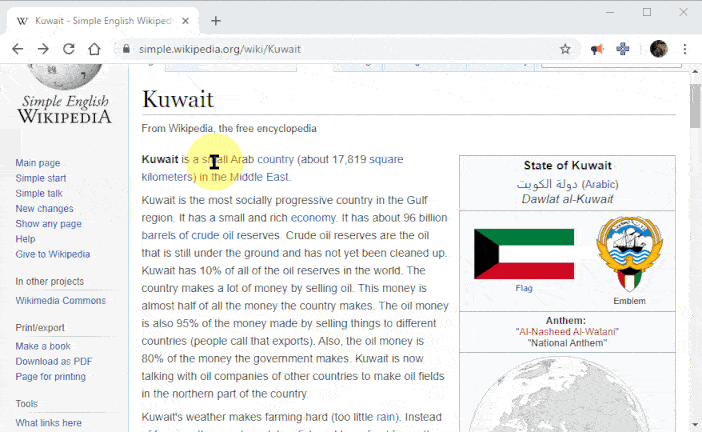 Kuwait - Simple English Wikipedia
simple.wikipedia.org/wiki/Kuwait
Simple English
WIKIPEDIA
Main page
Simple start
Simple talk
New changes
Show any page
Help
Give to Wikipedia
In other projects
Wikimedia Commons
Print/export
Make a book
Download as PDF
Page for printing
Tools
What links here
Kuwait
From Wikipedia, the free encyclopedia
Kuwait is a small Arab country (about 17,819 square
kilometers) in the Middle East.
Kuwait is the most socially progressive country in the Gulf
region. It has a small and rich economy. It has about 96 billion
barrels of crude oil reserves. Crude oil reserves are the oil
that is still under the ground and has not yet been cleaned up.
Kuwait has 10% of all of the oil reserves in the world. The
country makes a lot of money by selling oil. This money is
almost half of all the money the country makes. The oil money
is also 95% of the money made by selling things to different
countries (people call that exports). Also, the oil money is
80% of the money the government makes. Kuwait is now
talking with oil companies of other countries to make oil fields
in the northern part of the country.
Kuwait's weather makes farming hard (too little rain). Instead
State of Kuwait
دولة الكويت (Arabic)
Dawlat al-Kuwait
Flag
Emblem
Anthem:
"Al-Nasheed Al-Watani"
"National Anthem"